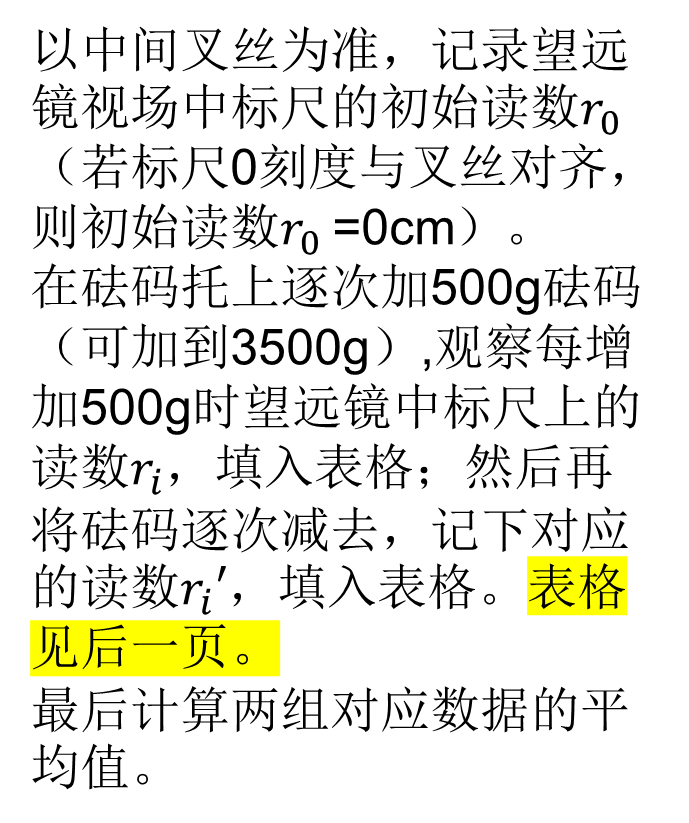 以中间叉丝为准，记录望远
镜视场中标尺的初始读数r₀
（若标尺0刻度与叉丝对齐，
则初始读数r₀ =0cm）。
在砝码托上逐次加500g砝码
（可加到3500g）,观察每增
加500g时望远镜中标尺上的
读数rᵢ，填入表格；然后再
将砝码逐次减去，记下对应
的读数rᵢ′，填入表格。表格
见后一页。
最后计算两组对应数据的平
均值。